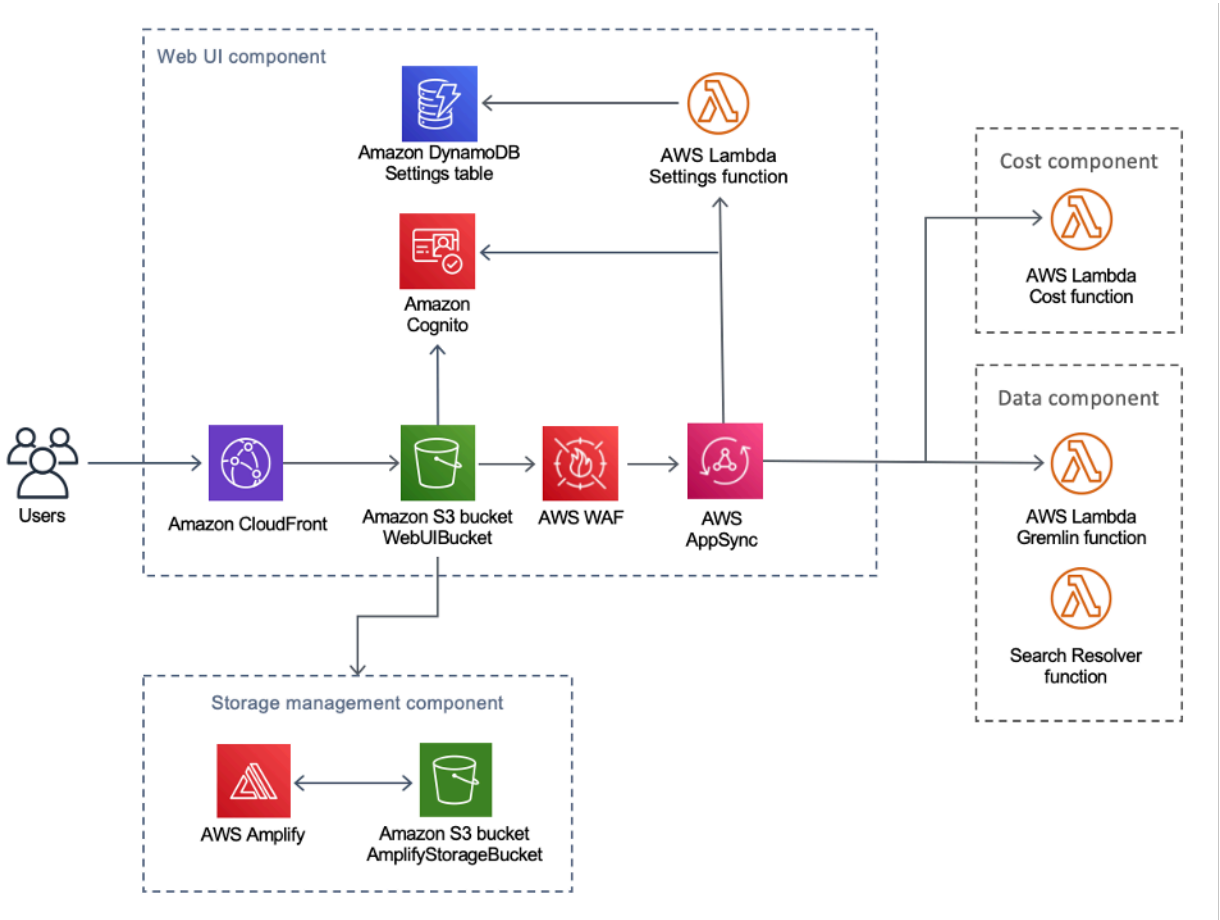 Web UI component
Amazon DynamoDB
Settings table
AWS Lambda
Settings function
Amazon
Cognito
Users
Amazon CloudFront
Amazon S3 bucket
WebUIBucket
AWS WAF
AWS
AppSync
Cost component
AWS Lambda
Cost function
Data component
AWS Lambda
Gremlin function
Search Resolver
function
Storage management component
AWS Amplify
Amazon S3 bucket
AmplifyStorageBucket